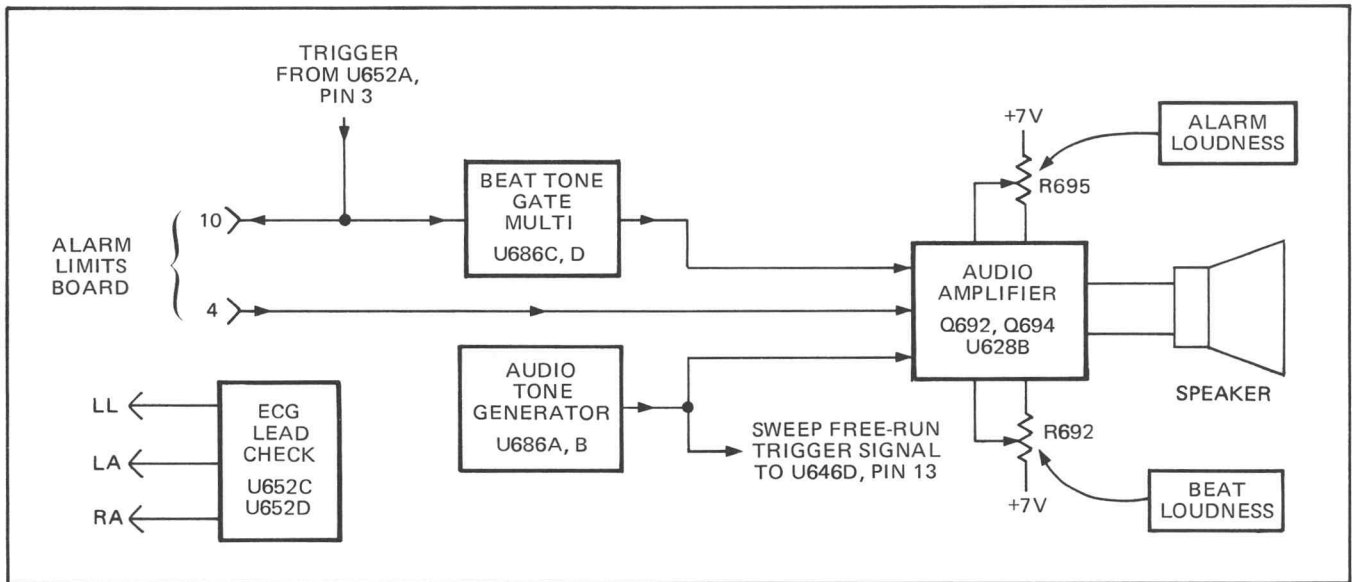 TRIGGER
FROM U652A,
PIN 3
+7V
ALARM
LOUDNESS
R695
BEAT TONE
GATE
MULTI
U686C, D
10
ALARM
LIMITS
BOARD
4
AUDIO
AMPLIFIER
Q692, Q694
U628B
SPEAKER
AUDIO
TONE
GENERATOR
U686A, B
SWEEP FREE-RUN
TRIGGER SIGNAL
TO U646D, PIN 13
R692
+7V
BEAT
LOUDNESS
LL
LA
RA
ECG
LEAD
CHECK
U652C
U652D